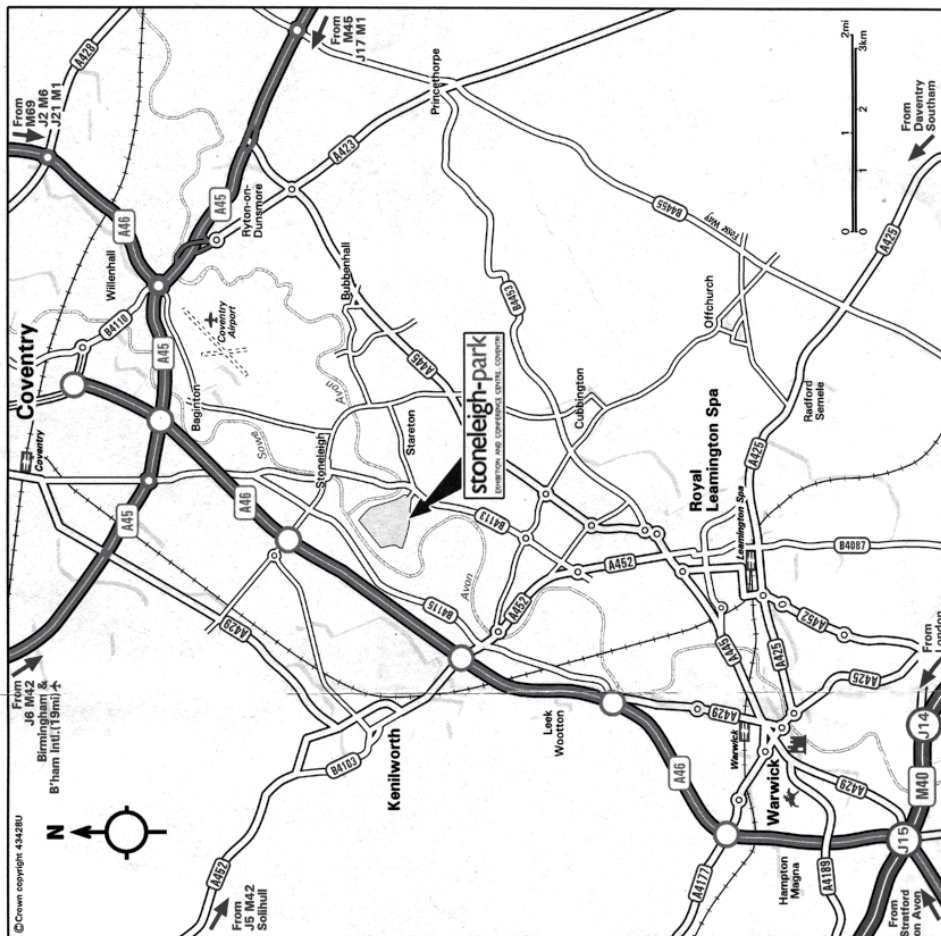 ©Crown copyright 43428U
N
From
J6 M42
Birmingham &
B'ham Intl.(19mi)
From
J5 M42
Solihull
From
M69
J2 M6
J21 M1
From
M45
J17 M1
A428
A46
A45
Willenhall
Ryton-on-
Dunsmore
A423
Princethorpe
2mi
3km
0
0
1
1
2
From
Daventry
Southam
Coventry
Coventry
B4110
A45
Coventry
Airport
Baginton
Bubbenhall
A445
B4453
B4455
Fosse Way
A425
Offchurch
Sowe
Avon
Stoneleigh
Stareton
stoneleigh-park
EXHIBITION AND CONFERENCE CENTRE, COVENTRY
Cubbington
Radford
Semele
A425
A45
A46
B4113
Avon
Royal
Leamington Spa
Leamington Spa
B4087
A429
B4115
A452
A452
A452
A445
A425
A425
B4103
Kenilworth
A452
Leek
Wootton
A429
Warwick
Warwick
A46
A429
From
London
J14
M40
J15
A4177
Hampton
Magna
A4189
From
Stratford
on Avon